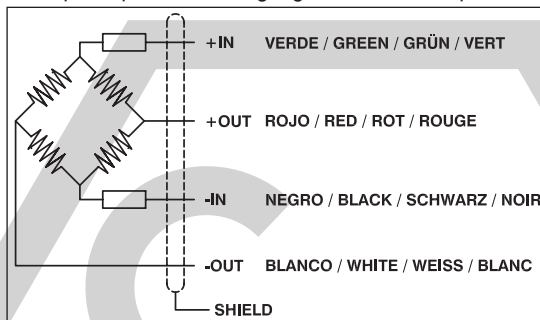 +IN VERDE / GREEN / GRÜN / VERT
+OUT ROJO / RED / ROT / ROUGE
-IN NEGRO / BLACK / SCHWARZ / NOIR
-OUT BLANCO / WHITE / WEISS / BLANC
SHIELD